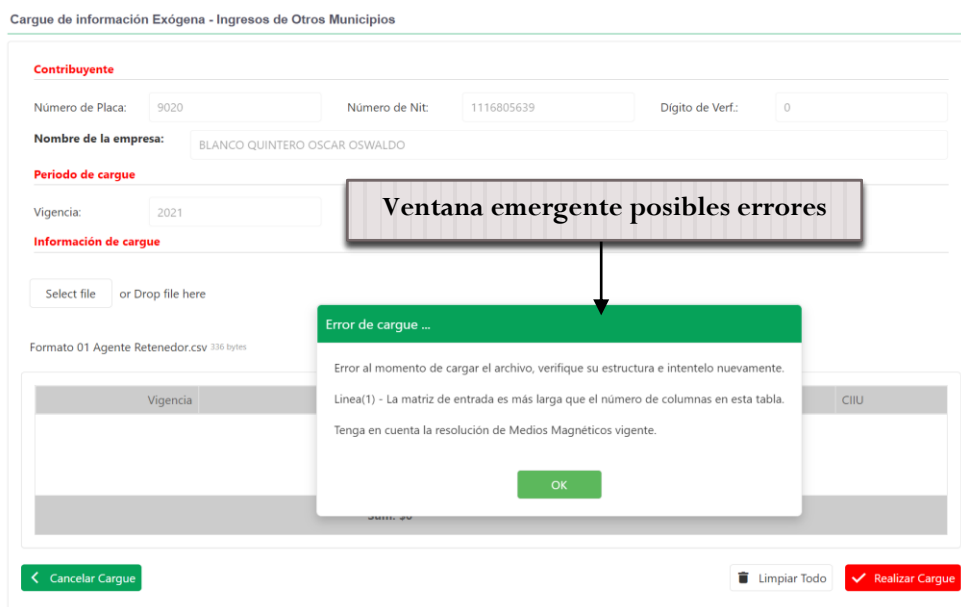 Cargue de información Exógena - Ingresos de Otros Municipios
Contribuyente
Número de Placa: 9020 Número de Nit: 1116805639 Dígito de Verf.: 0
Nombre de la empresa: BLANCO QUINTERO OSCAR OSWALDO
Periodo de cargue
Vigencia: 2021
Ventana emergente posibles errores
Información de cargue
Select file or Drop file here
Error de cargue ...
Formato 01 Agente Retenedor.csv 336 bytes
Error al momento de cargar el archivo, verifique su estructura e intentelo nuevamente.
Vigencia CIIU
Linea(1) - La matriz de entrada es más larga que el número de columnas en esta tabla.
Tenga en cuenta la resolución de Medios Magnéticos vigente.
OK
Sum: $0
Cancelar Cargue Limpiar Todo Realizar Cargue